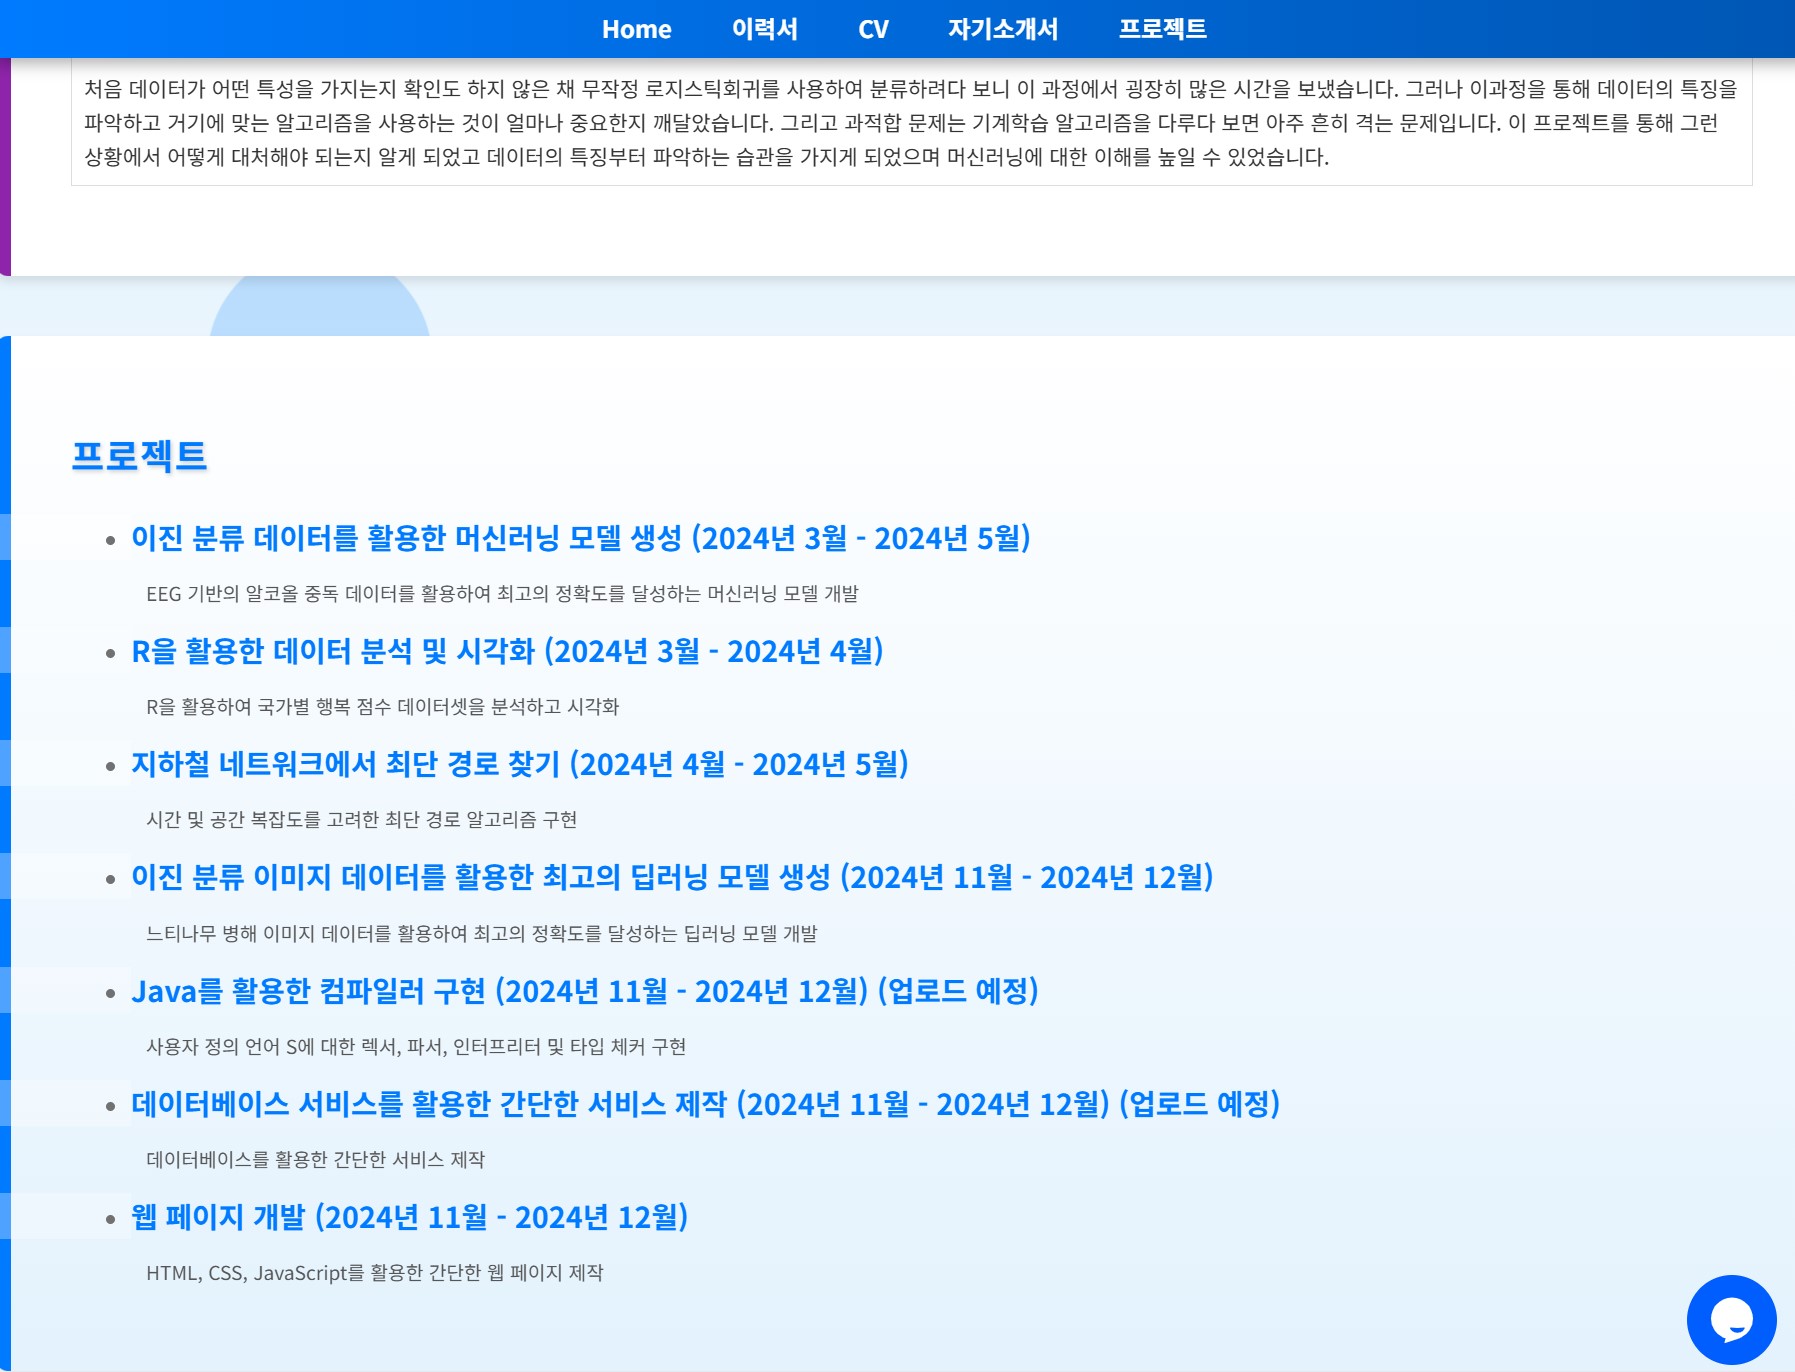 Home 이력서 CV 자기소개서 프로젝트
처음 데이터가 어떤 특성을 가지는지 확인도 하지 않은 채 무작정 로지스틱회귀를 사용하여 분류하려다 보니 이 과정에서 굉장히 많은 시간을 보냈습니다. 그러나 이과정을 통해 데이터의 특징을
파악하고 거기에 맞는 알고리즘을 사용하는 것이 얼마나 중요한지 깨달았습니다. 그리고 과적합 문제는 기계학습 알고리즘을 다루다 보면 아주 흔히 격는 문제입니다. 이 프로젝트를 통해 그런
상황에서 어떻게 대처해야 되는지 알게 되었고 데이터의 특징부터 파악하는 습관을 가지게 되었으며 머신러닝에 대한 이해를 높일 수 있었습니다.
프로젝트
• 이진 분류 데이터를 활용한 머신러닝 모델 생성 (2024년 3월 - 2024년 5월)
EEG 기반의 알코올 중독 데이터를 활용하여 최고의 정확도를 달성하는 머신러닝 모델 개발
• R을 활용한 데이터 분석 및 시각화 (2024년 3월 - 2024년 4월)
R을 활용하여 국가별 행복 점수 데이터셋을 분석하고 시각화
• 지하철 네트워크에서 최단 경로 찾기 (2024년 4월 - 2024년 5월)
시간 및 공간 복잡도를 고려한 최단 경로 알고리즘 구현
• 이진 분류 이미지 데이터를 활용한 최고의 딥러닝 모델 생성 (2024년 11월 - 2024년 12월)
느티나무 병해 이미지 데이터를 활용하여 최고의 정확도를 달성하는 딥러닝 모델 개발
• Java를 활용한 컴파일러 구현 (2024년 11월 - 2024년 12월) (업로드 예정)
사용자 정의 언어 S에 대한 렉서, 파서, 인터프리터 및 타입 체커 구현
• 데이터베이스 서비스를 활용한 간단한 서비스 제작 (2024년 11월 - 2024년 12월) (업로드 예정)
데이터베이스를 활용한 간단한 서비스 제작
• 웹 페이지 개발 (2024년 11월 - 2024년 12월)
HTML, CSS, JavaScript를 활용한 간단한 웹 페이지 제작